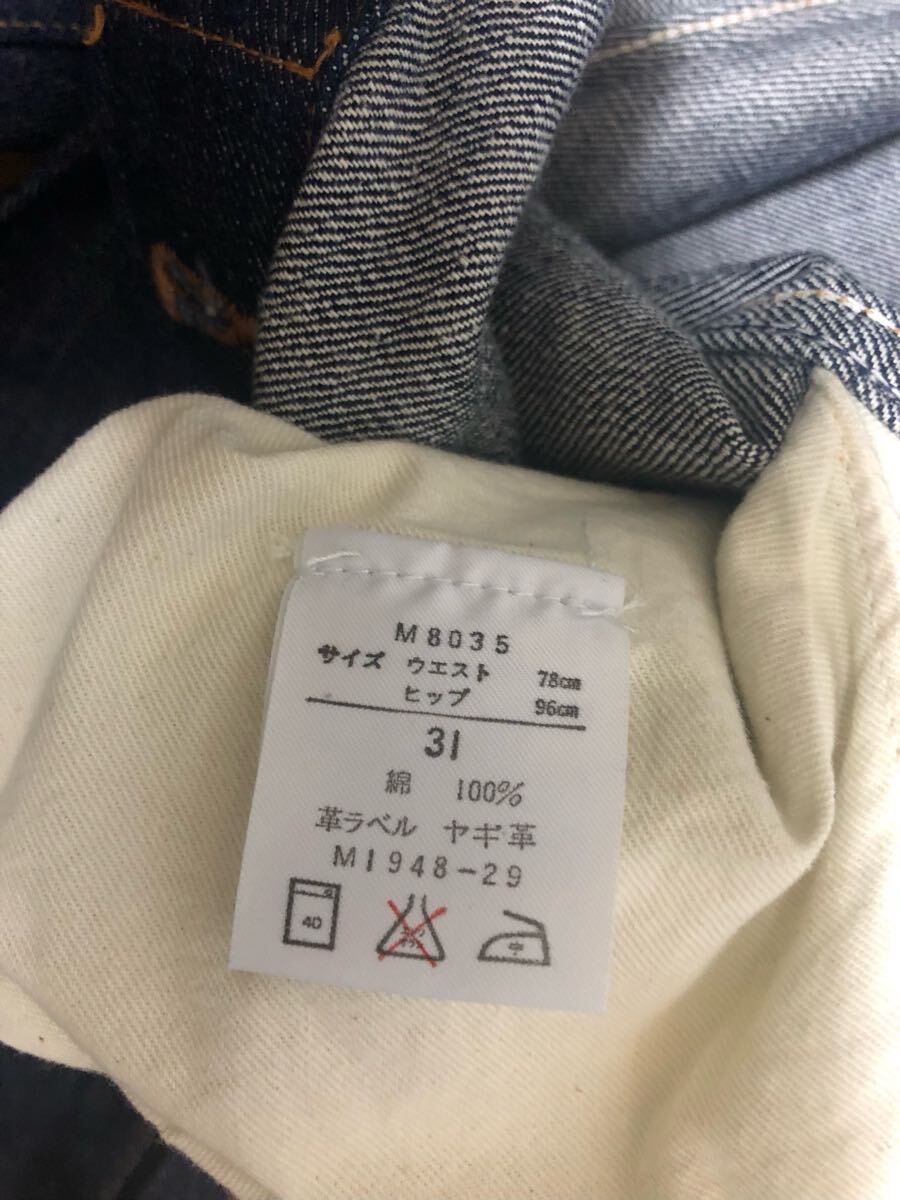 M8035
サイズ ウエスト 78cm
ヒップ 96cm
31
綿 100%
革ラベル ヤギ革
M1948-29
40
中